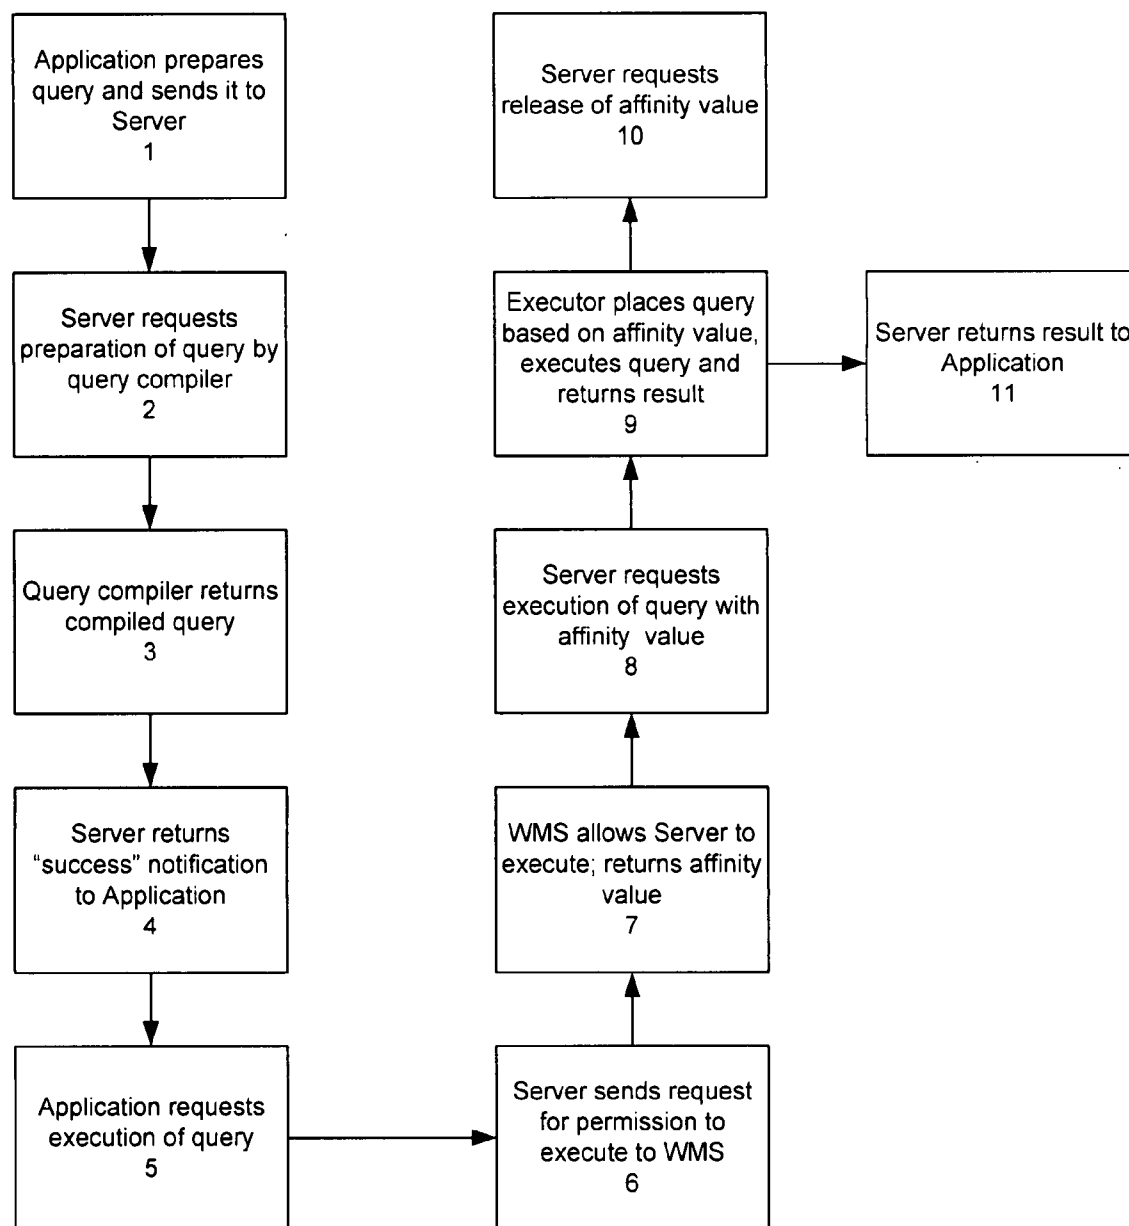 Application prepares
query and sends it to
Server
1
Server requests
preparation of query by
query compiler
2
Query compiler returns
compiled query
3
Server returns
“success” notification
to Application
4
Application requests
execution of query
5
Server sends request
for permission to
execute to WMS
6
WMS allows Server to
execute; returns affinity
value
7
Server requests
execution of query with
affinity value
8
Executor places query
based on affinity value,
executes query and
returns result
9
Server requests
release of affinity value
10
Server returns result to
Application
11